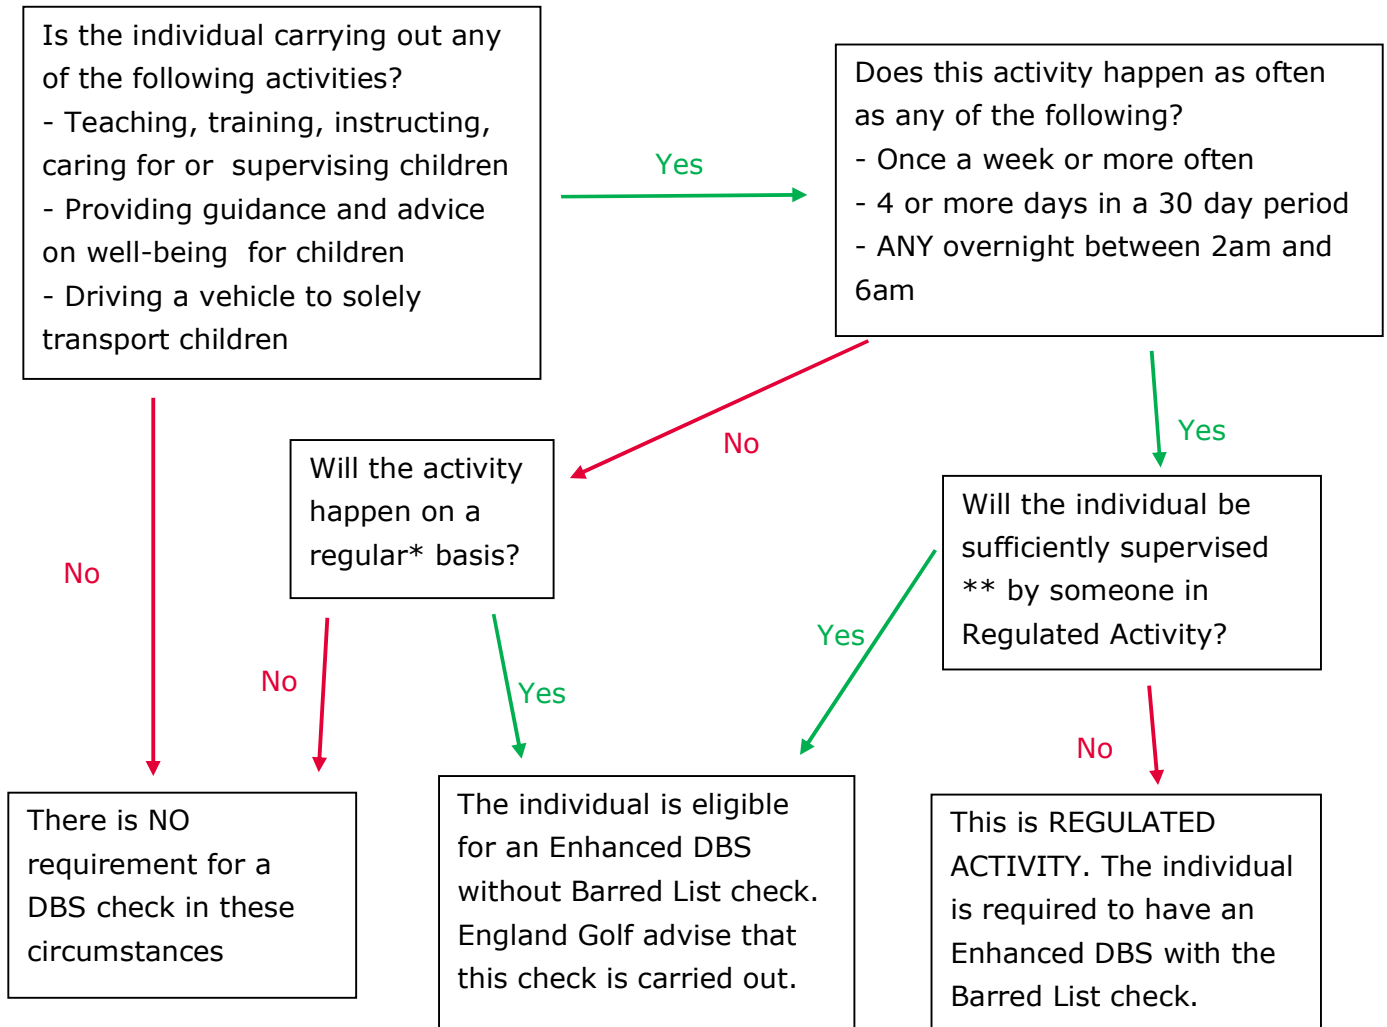 Is the individual carrying out any
of the following activities?
- Teaching, training, instructing,
caring for or  supervising children
- Providing guidance and advice
on well-being  for children
- Driving a vehicle to solely
transport children
Yes
Does this activity happen as often
as any of the following?
- Once a week or more often
- 4 or more days in a 30 day period
- ANY overnight between 2am and
6am
No
Will the activity
happen on a
regular* basis?
No
Yes
Will the individual be
sufficiently supervised
** by someone in
Regulated Activity?
No
Yes
Yes
No
There is NO
requirement for a
DBS check in these
circumstances
The individual is eligible
for an Enhanced DBS
without Barred List check.
England Golf advise that
this check is carried out.
This is REGULATED
ACTIVITY. The individual
is required to have an
Enhanced DBS with the
Barred List check.